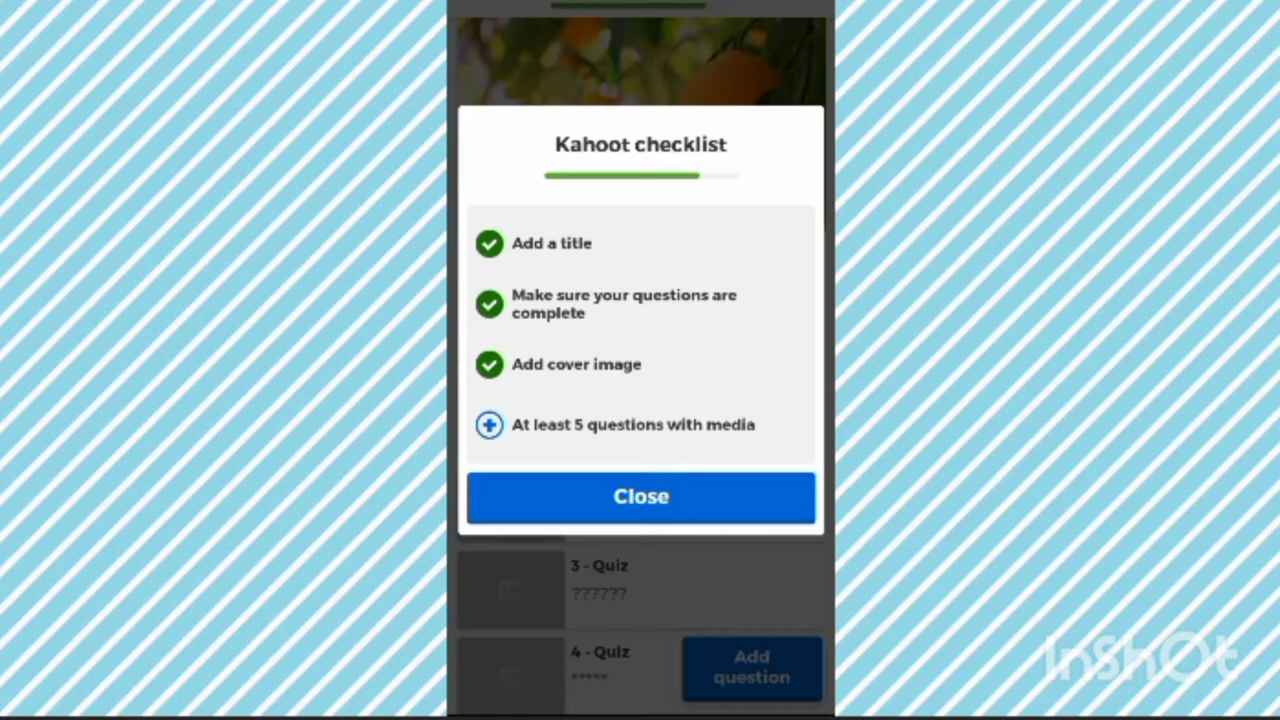 Kahoot checklist
Add a title
Make sure your questions are
complete
Add cover image
At least 5 questions with media
Close
3 - Quiz
??????
4 - Quiz
Add
question
InShOt